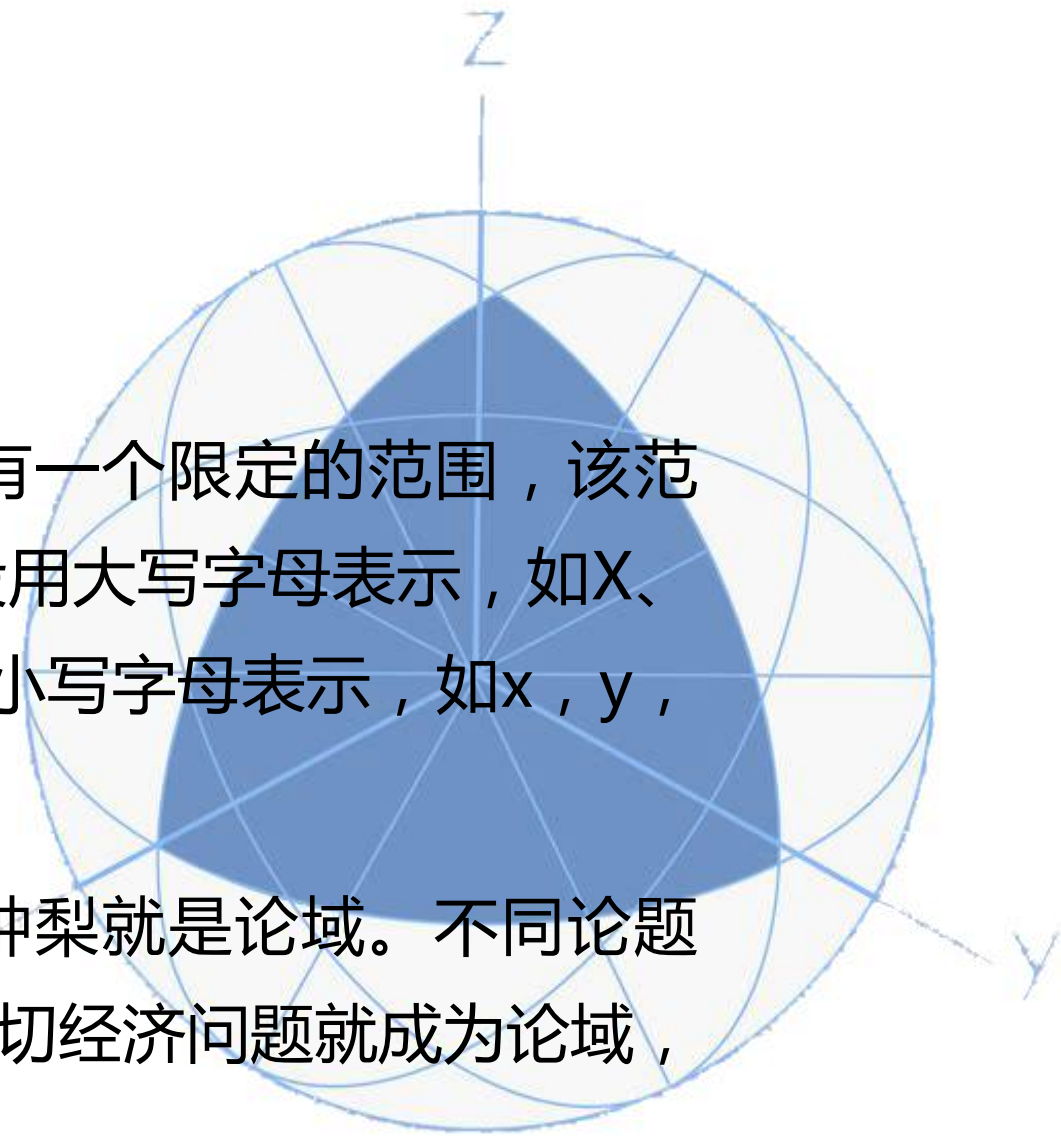 Z
有一个限定的范围，该范
用大写字母表示，如X、
小写字母表示，如x，y，
种梨就是论域。不同论题
切经济问题就成为论域，
y